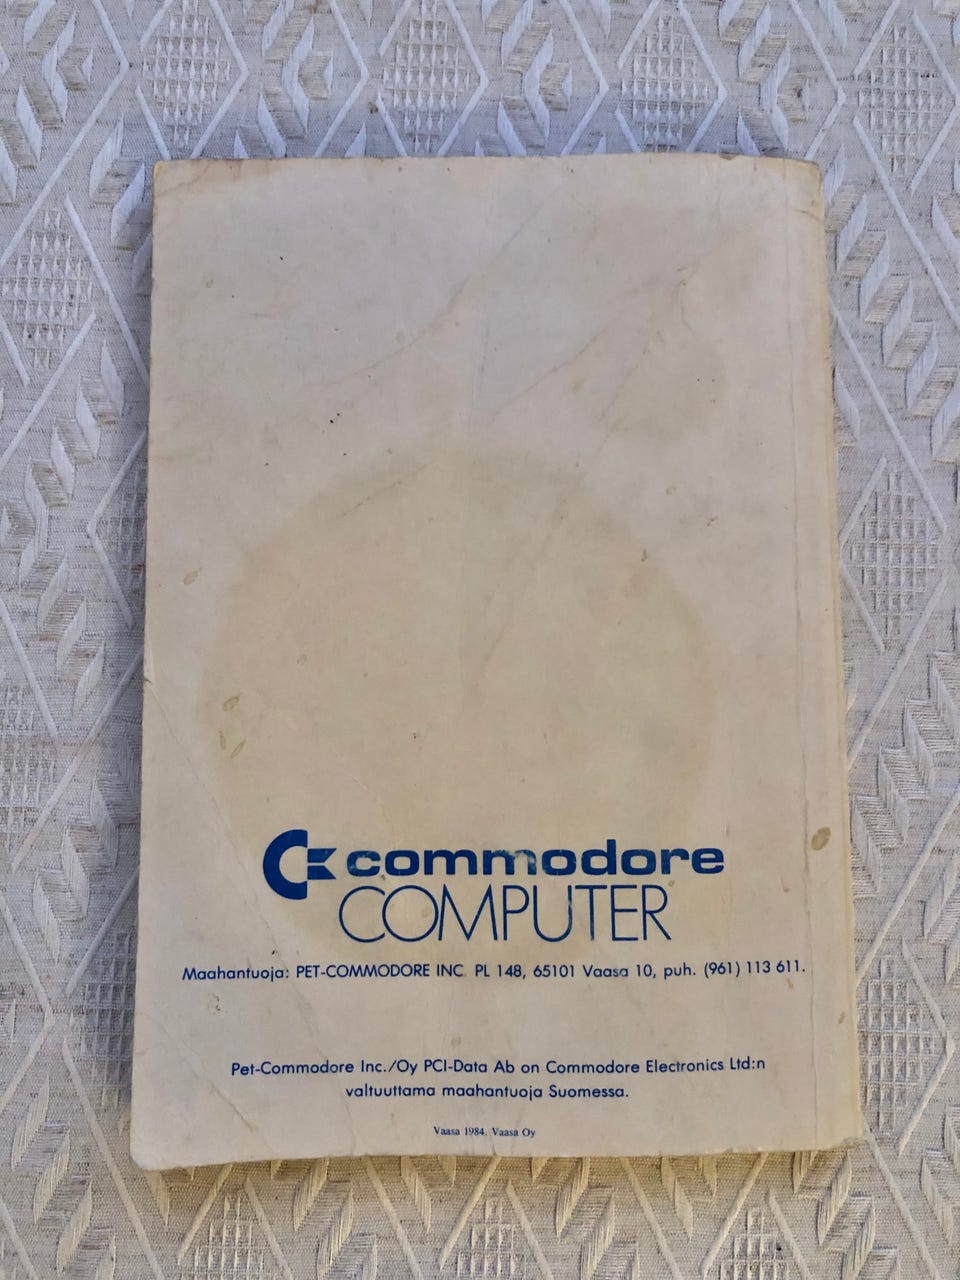 commodore
COMPUTER
Maahantuoja: PET-COMMODORE INC. PL 148, 65101 Vaasa 10, puh. (961) 113 611.
Pet-Commodore Inc./Oy PCI-Data Ab on Commodore Electronics Ltd:n
valtuuttama maahantuoja Suomessa.
Vaasa 1984. Vaasa Oy